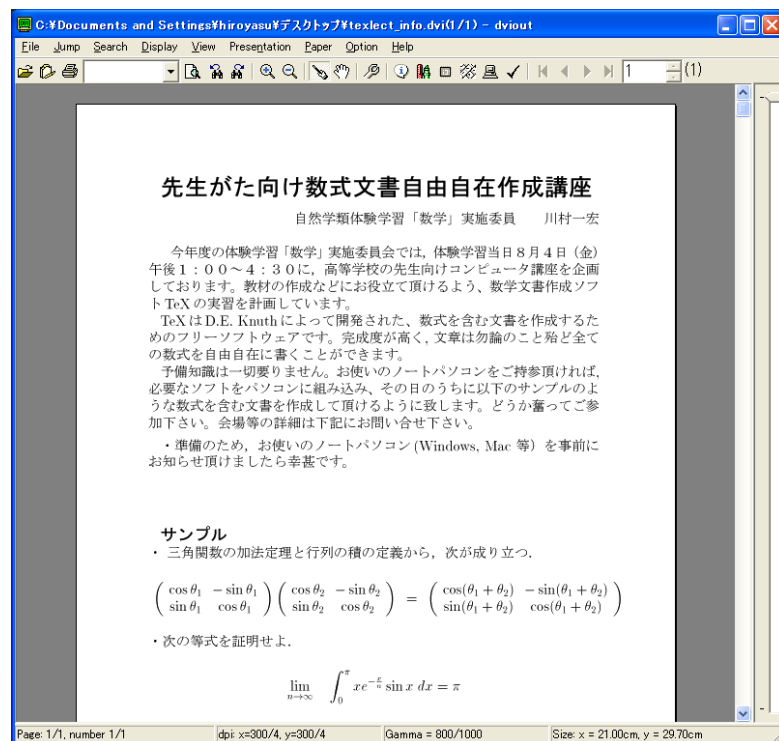 C:¥Documents and Settings¥hiroyasu¥デスクトップ¥texlect_info.dvi(1/1) - dviout
File Jump Search Display View Presentation Paper Option Help
1 (1)
先生がた向け数式文書自由自在作成講座
自然学類体験学習「数学」実施委員 川村一宏
今年度の体験学習「数学」実施委員会では, 体験学習当日8月4日（金）
午後1：00～4：30に, 高等学校の先生向けコンピュータ講座を企画
しております。教材の作成などにお役立て頂けるよう、数学文書作成ソフ
トTeXの実習を計画しています。
TeXはD.E. Knuthによって開発された、数式を含む文書を作成するた
めのフリーソフトウェアです。完成度が高く, 文章は勿論のこと殆ど全て
の数式を自由自在に書くことができます。
予備知識は一切要りません。お使いのノートパソコンをご持参頂ければ,
必要なソフトをパソコンに組み込み、その日のうちに以下のサンプルのよ
うな数式を含む文書を作成して頂けるように致します。どうか奮ってご参
加下さい。会場等の詳細は下記にお問い合せ下さい。
・準備のため, お使いのノートパソコン(Windows, Mac 等）を事前に
お知らせ頂けましたら幸甚です。
サンプル
・三角関数の加法定理と行列の積の定義から, 次が成り立つ.
( cos θ₁ − sin θ₁ ) ( cos θ₂ − sin θ₂ ) = ( cos(θ₁ + θ₂) − sin(θ₁ + θ₂) )
( sin θ₁ cos θ₁ ) ( sin θ₂ cos θ₂ ) ( sin(θ₁ + θ₂) cos(θ₁ + θ₂) )
・次の等式を証明せよ.
lim n→∞ ∫₀^π xe^{−x/n} sin x dx = π
Page: 1/1, number 1/1 dpi: x=300/4, y=300/4 Gamma = 800/1000 Size: x = 21.00cm, y = 29.70cm